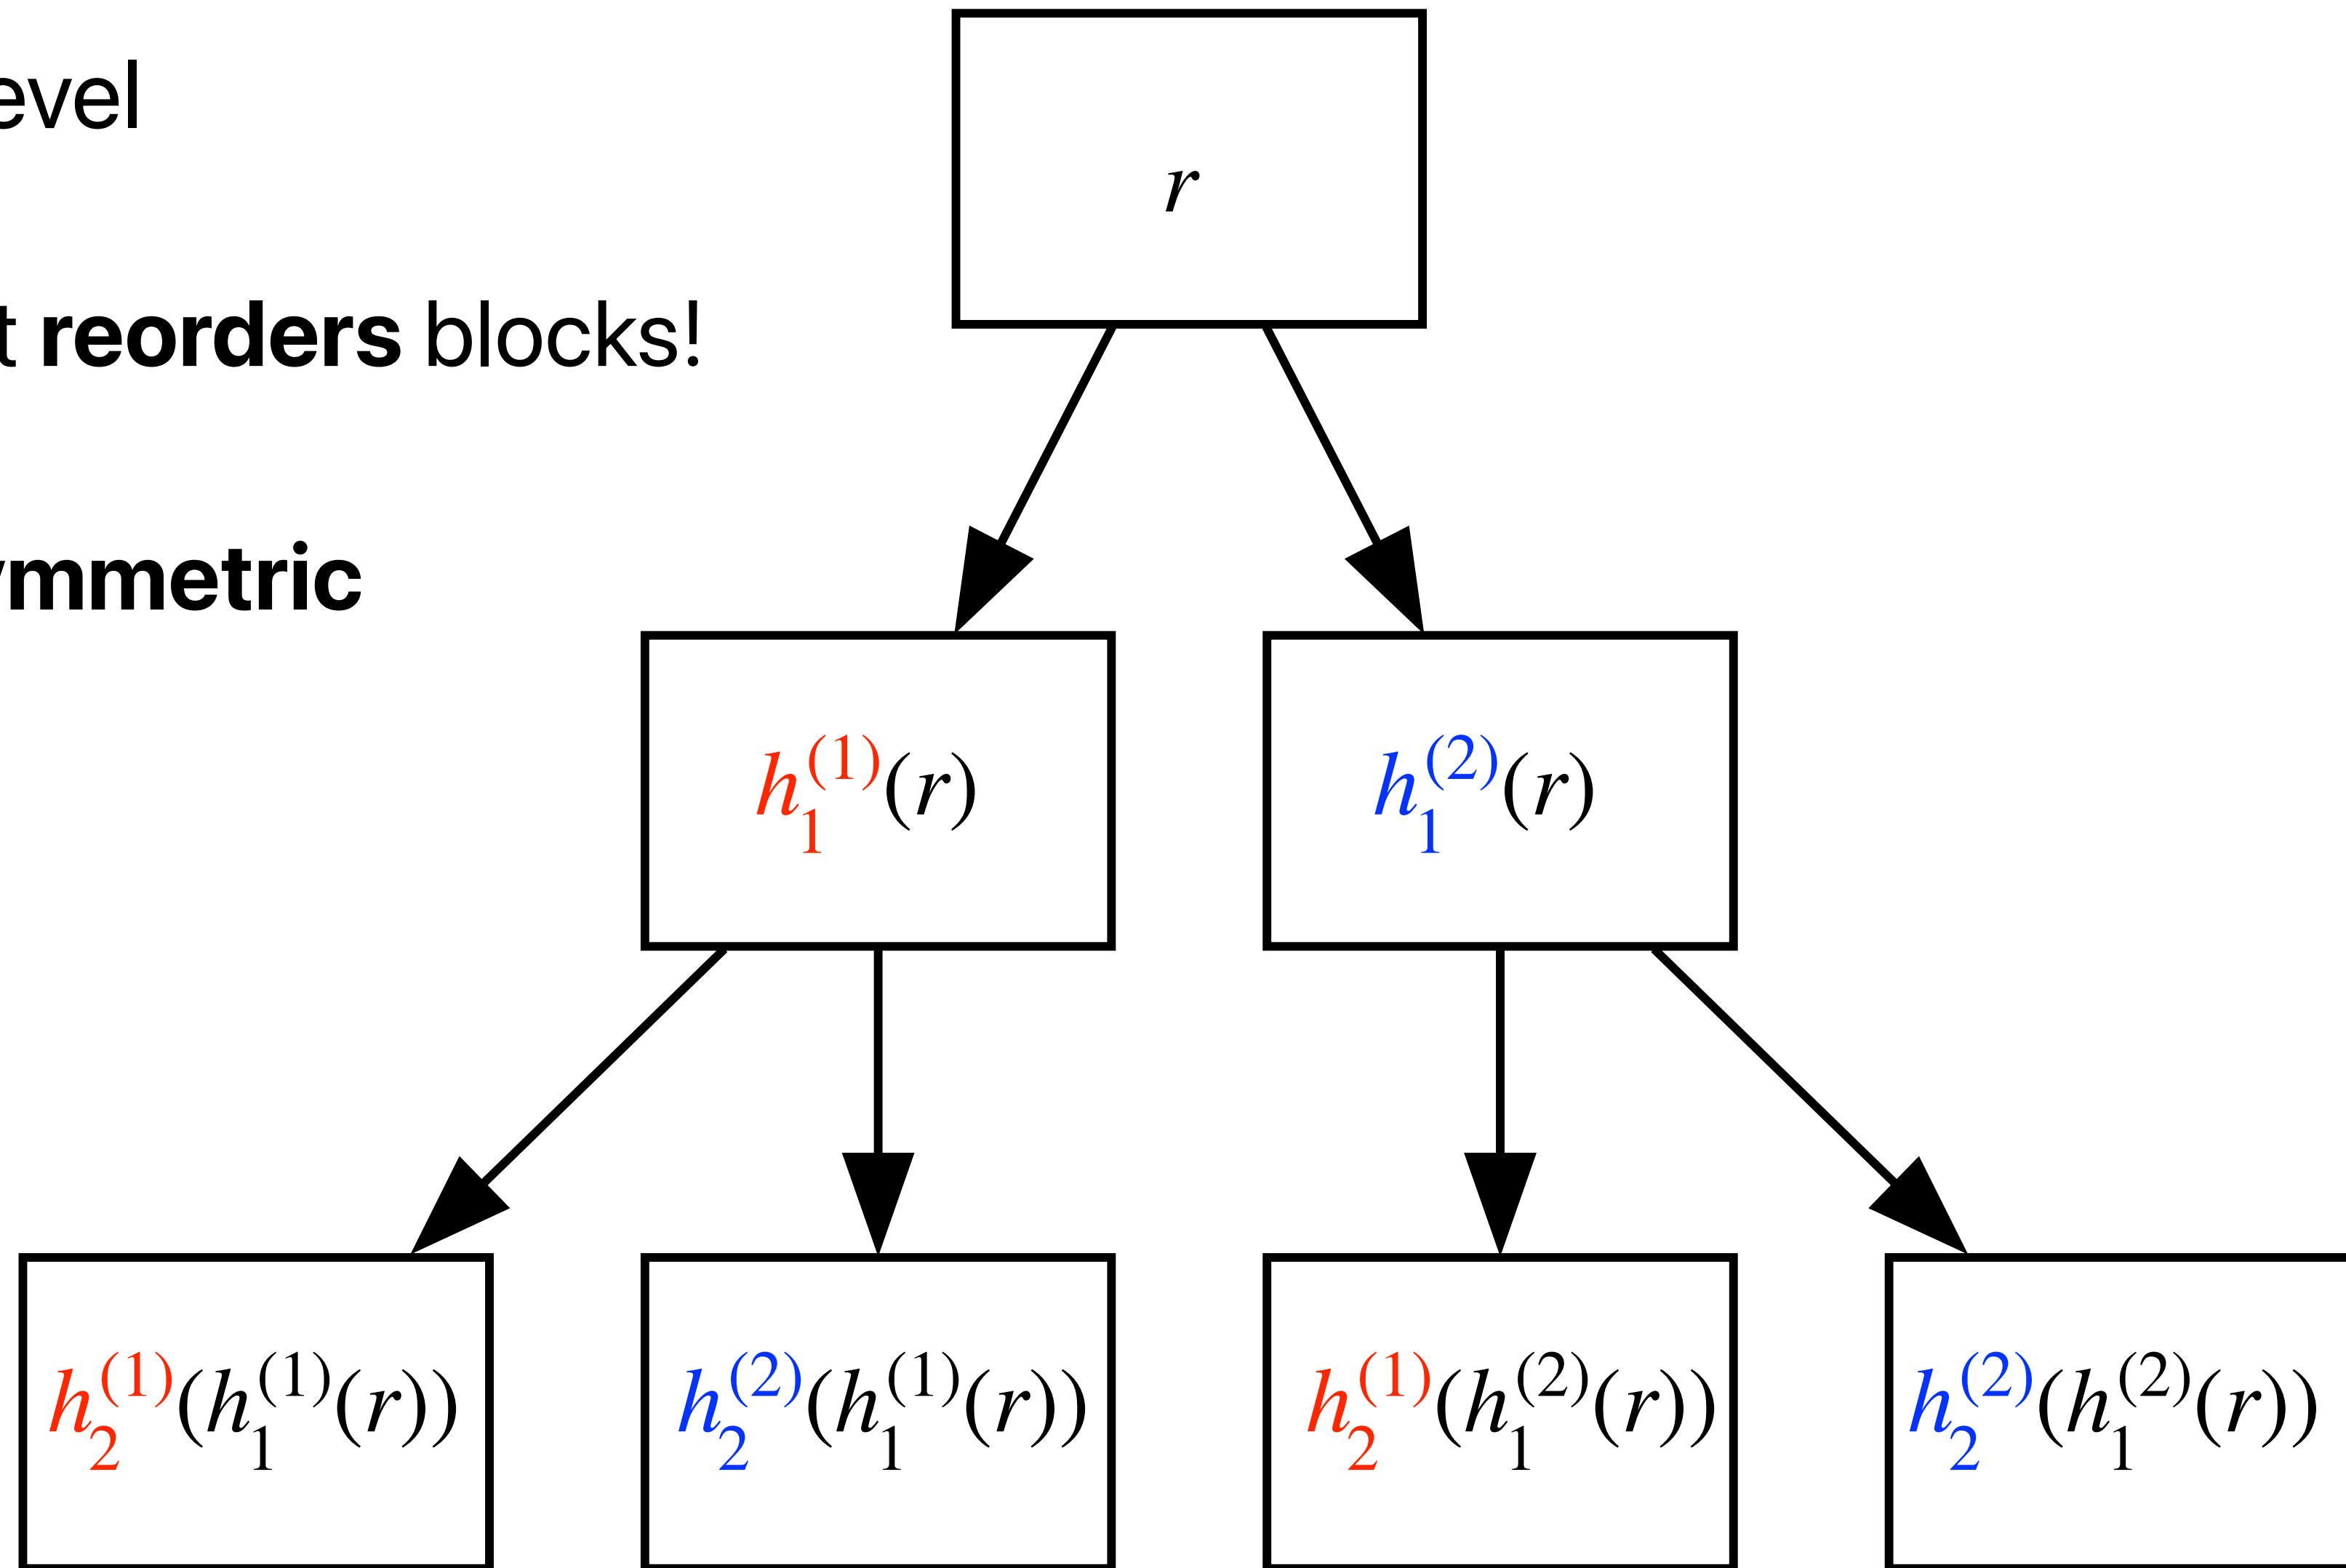 evel
r
t reorders blocks!
ymmetric
h_1^{(1)}(r) h_1^{(2)}(r)
h_2^{(1)}(h_1^{(1)}(r)) h_2^{(2)}(h_1^{(1)}(r)) h_2^{(1)}(h_1^{(2)}(r)) h_2^{(2)}(h_1^{(2)}(r))